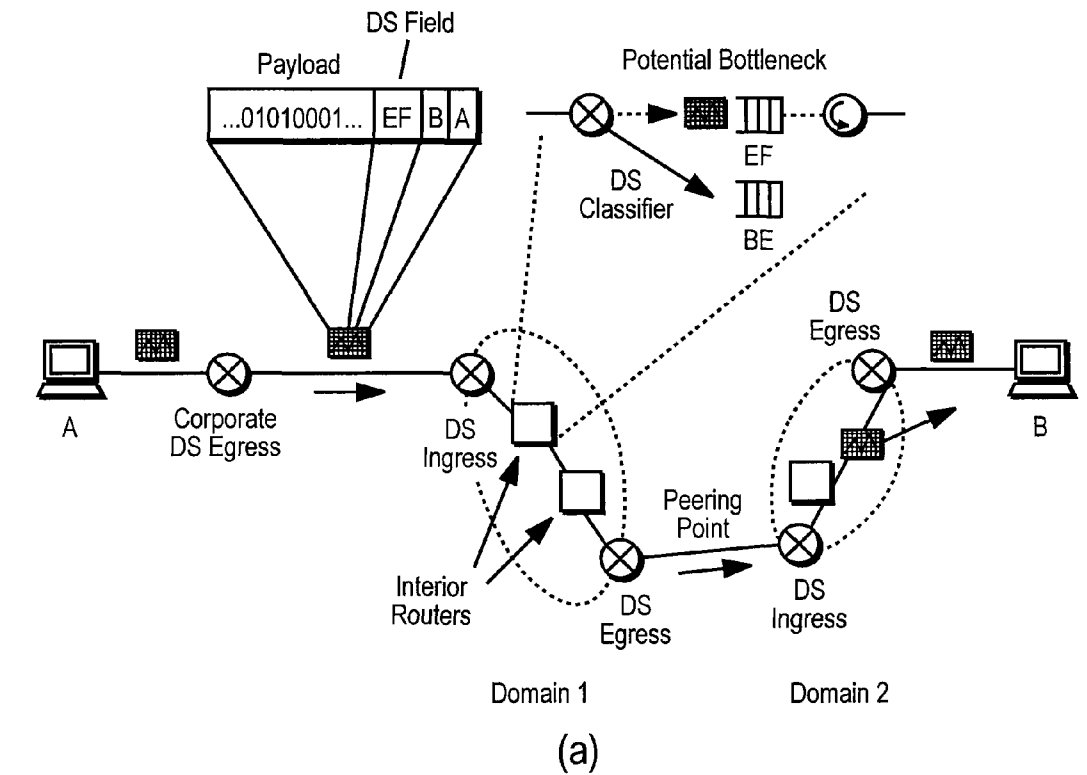 DS Field
Payload
...01010001...
EF
B
A
Potential Bottleneck
EF
DS
Classifier
BE
A
Corporate
DS Egress
DS
Ingress
Interior
Routers
DS
Egress
Peering
Point
DS
Ingress
DS
Egress
B
Domain 1
Domain 2
(a)